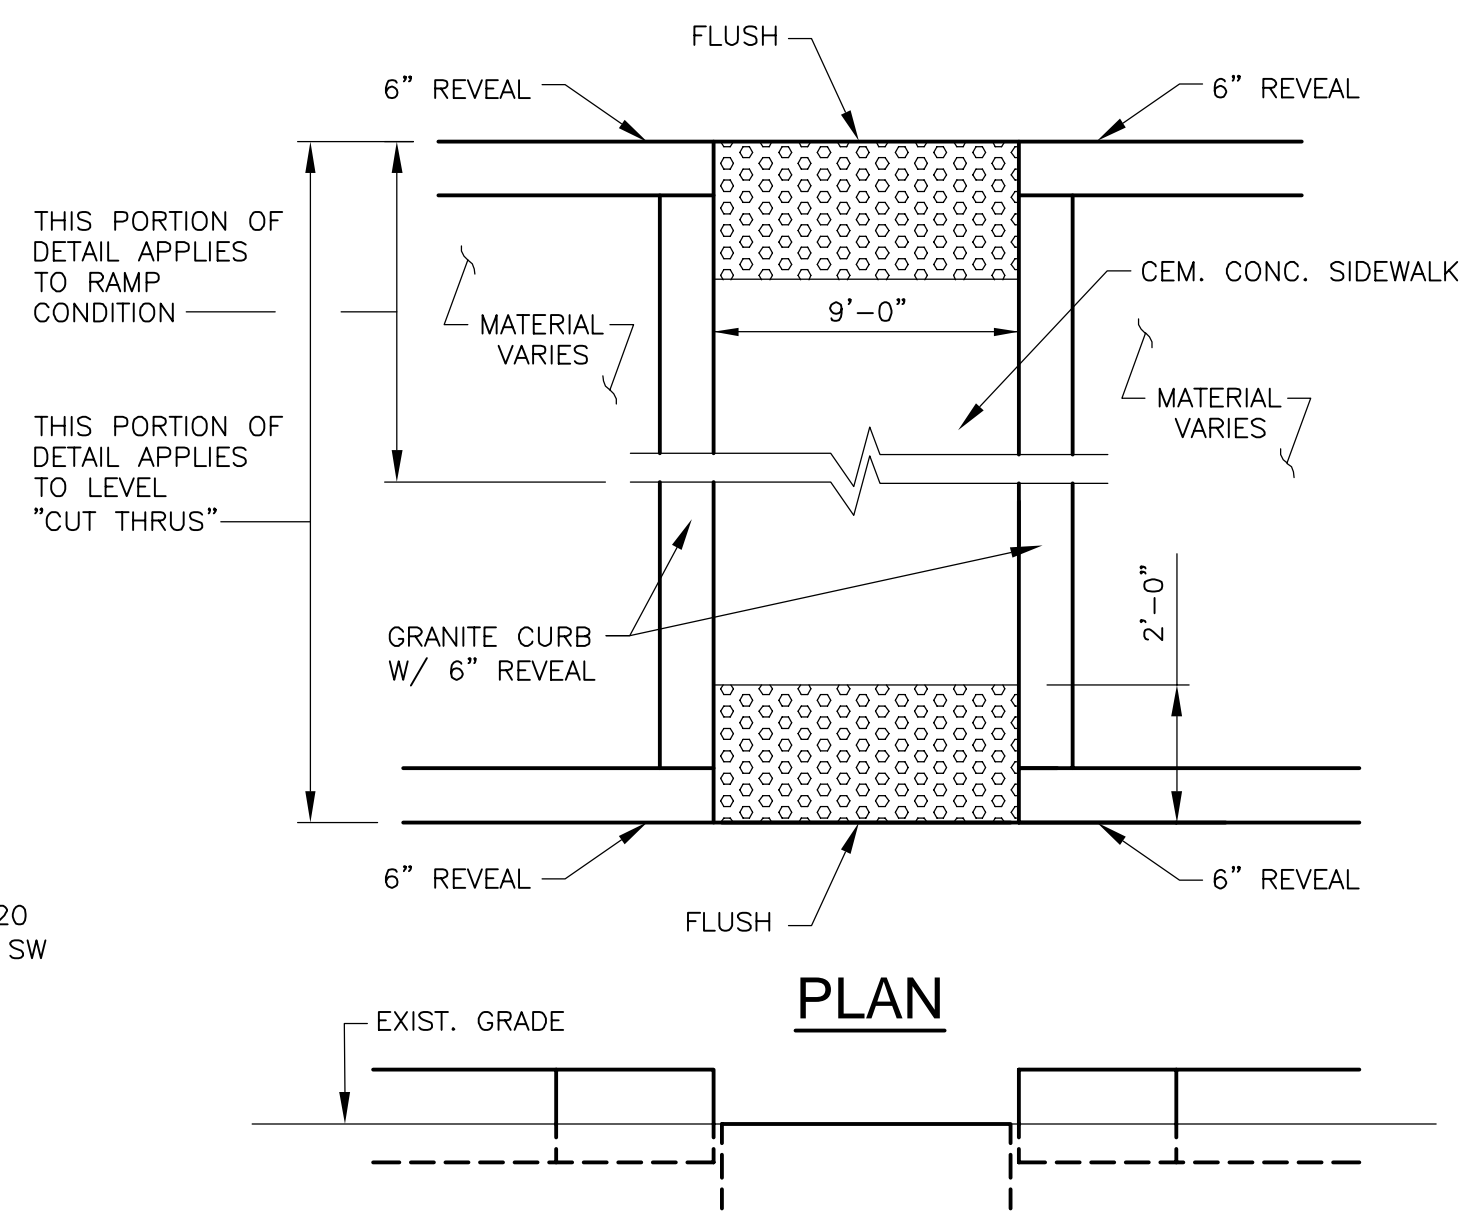 FLUSH
6" REVEAL
6" REVEAL
THIS PORTION OF
DETAIL APPLIES
TO RAMP
CONDITION
CEM. CONC. SIDEWALK
9'-0"
MATERIAL
VARIES
MATERIAL
VARIES
THIS PORTION OF
DETAIL APPLIES
TO LEVEL
"CUT THRUS"
2'-0"
GRANITE CURB
W/ 6" REVEAL
6" REVEAL
6" REVEAL
FLUSH
20
SW
PLAN
EXIST. GRADE